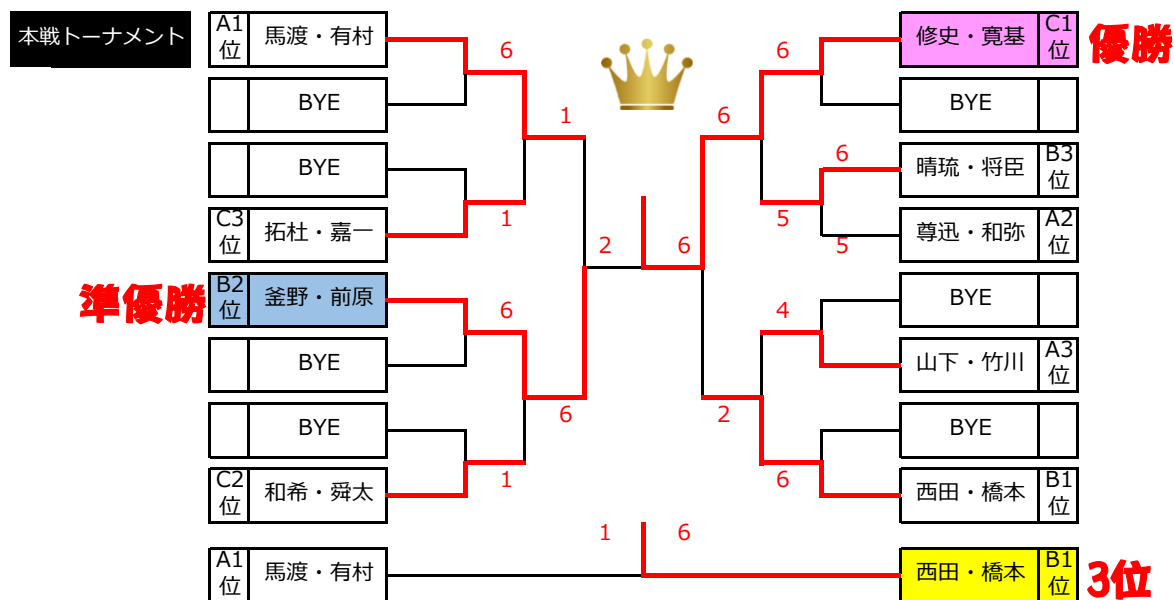 本戦トーナメント
A1位 馬渡・有村
BYE
BYE
C3位 拓杜・嘉一
準優勝 B2位 釜野・前原
BYE
BYE
C2位 和希・舜太
A1位 馬渡・有村
6
1
1
6
6
1
2
6
1
6
6
6
6
5
5
4
2
6
修史・寛基 C1位 優勝
BYE
晴琉・将臣 B3位
尊迅・和弥 A2位
BYE
山下・竹川 A3位
BYE
西田・橋本 B1位
西田・橋本 B1位 3位